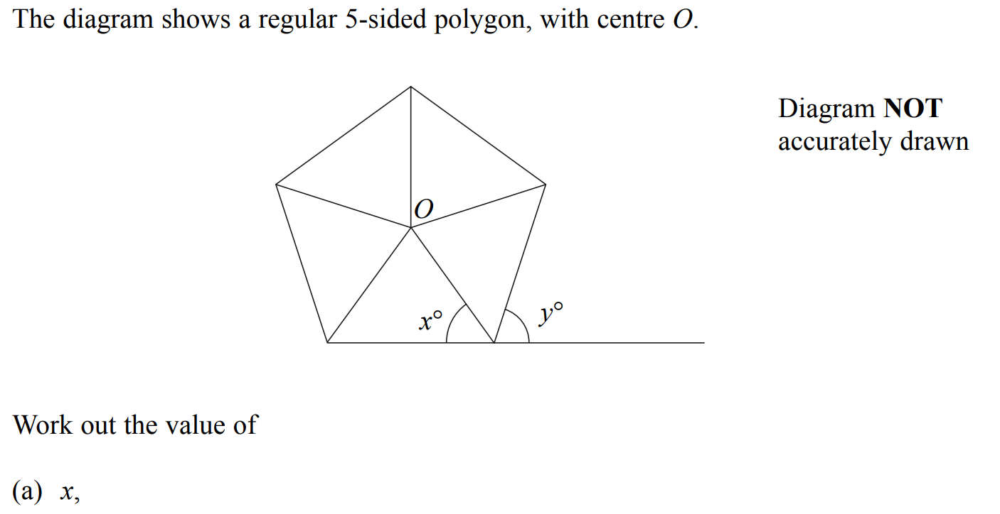 The diagram shows a regular 5-sided polygon, with centre O.
Diagram NOT
accurately drawn
O
x°
y°
Work out the value of
(a) x,